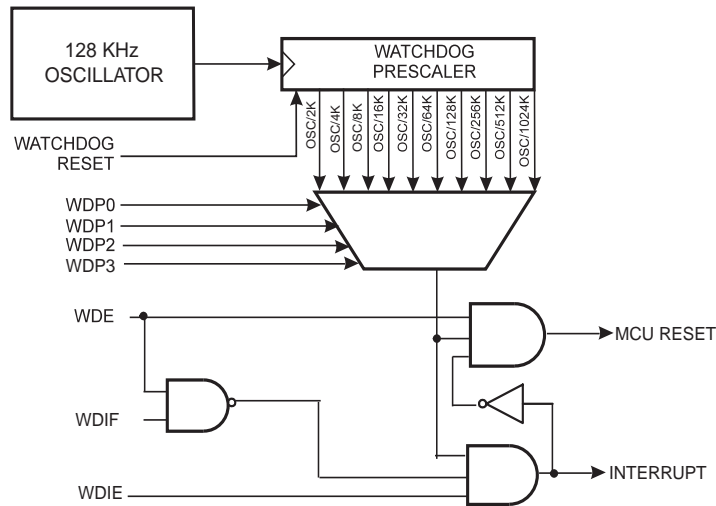 128 KHz
OSCILLATOR
WATCHDOG
PRESCALER
OSC/2K
OSC/4K
OSC/8K
OSC/16K
OSC/32K
OSC/64K
OSC/128K
OSC/256K
OSC/512K
OSC/1024K
WATCHDOG
RESET
WDP0
WDP1
WDP2
WDP3
WDE
MCU RESET
WDIF
INTERRUPT
WDIE